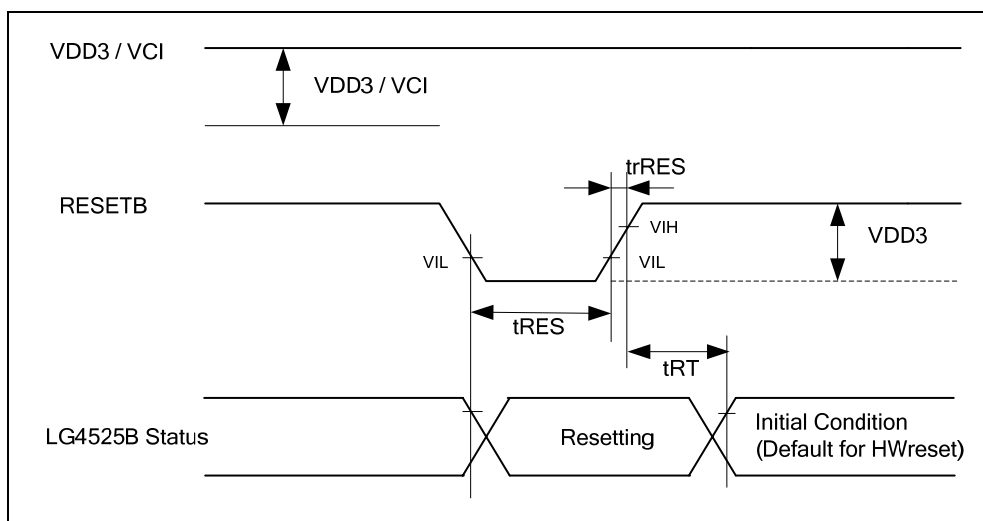 VDD3 / VCI
VDD3 / VCI
trRES
RESETB
VIH
VDD3
VIL
VIL
tRES
tRT
LG4525B Status
Resetting
Initial Condition
(Default for HWreset)